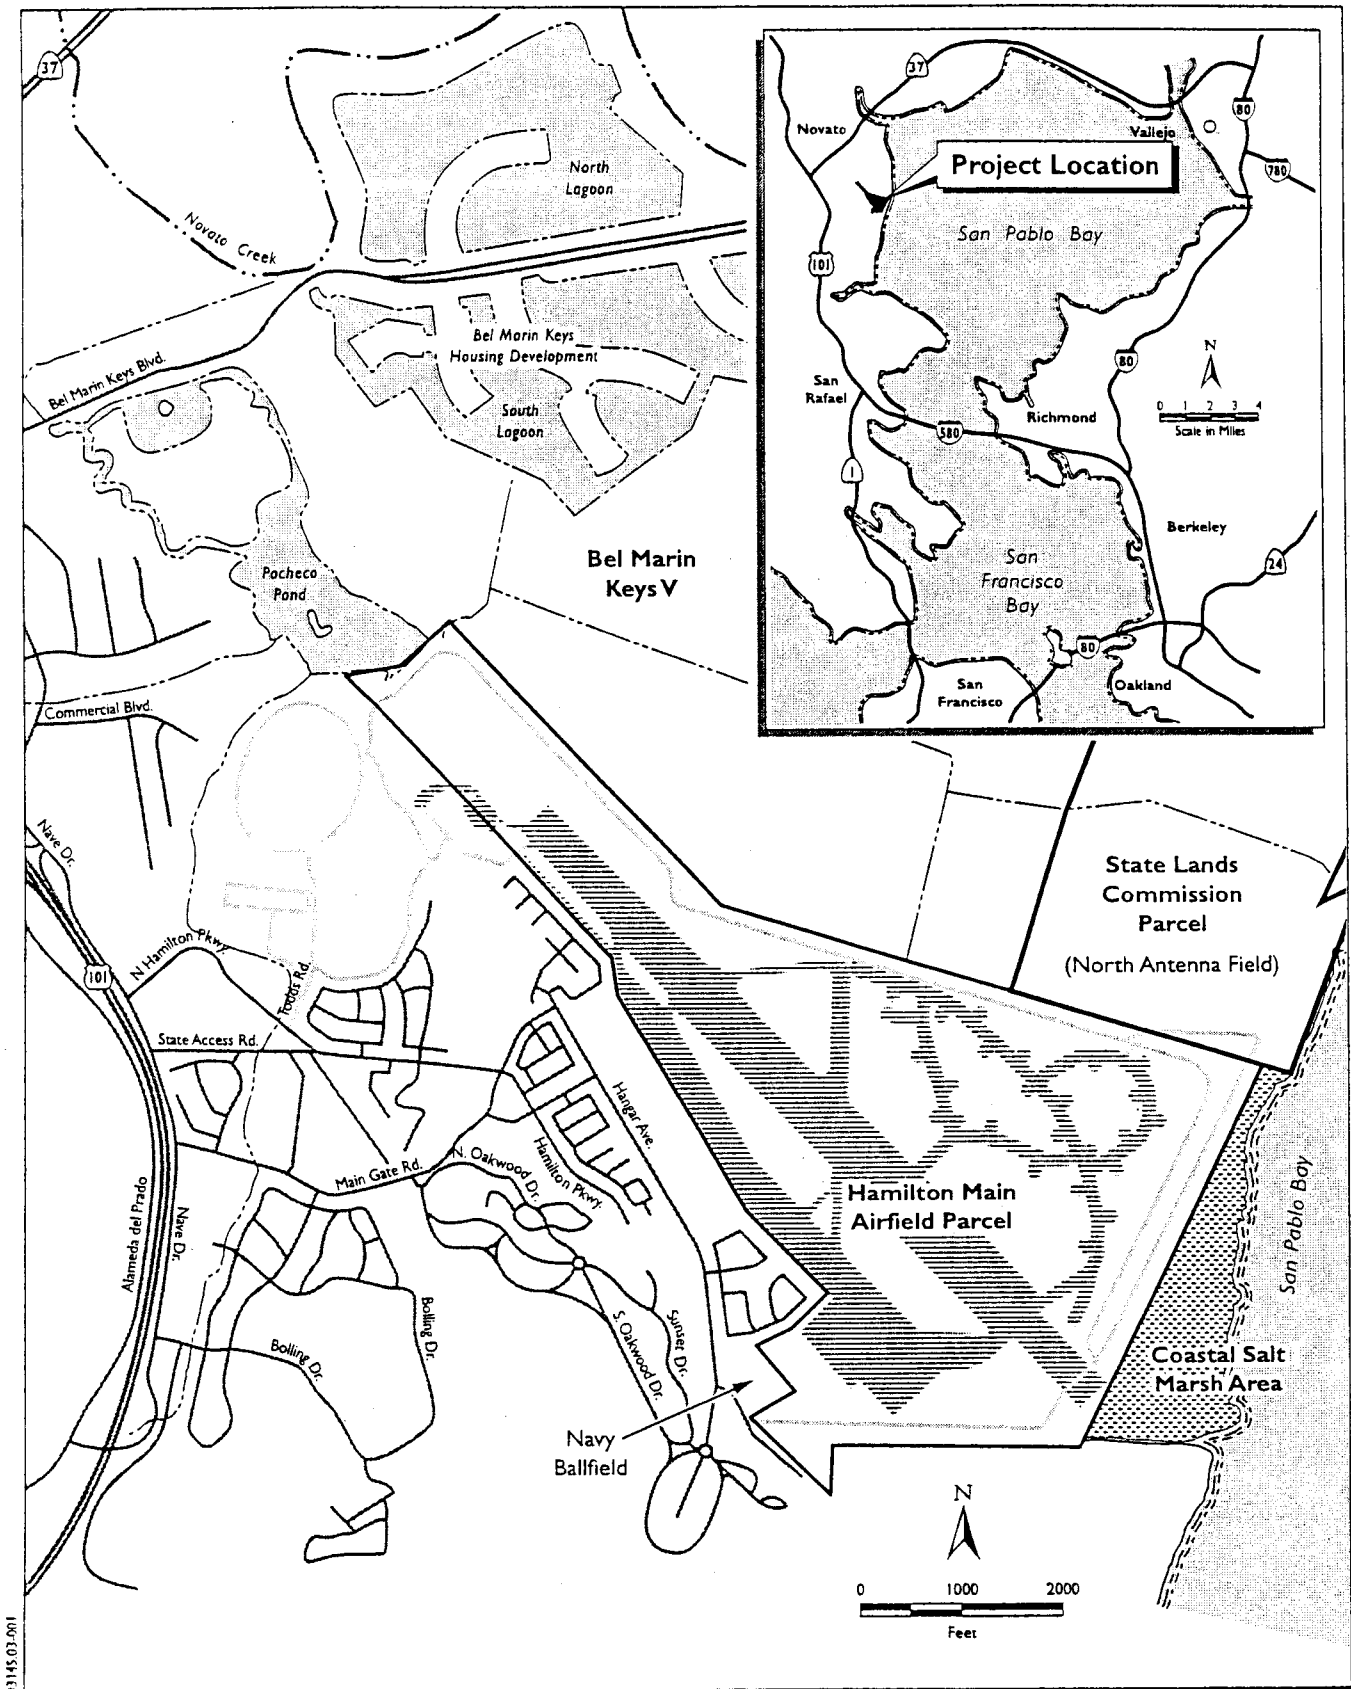 37
North
Lagoon
Novato Creek
Bel Marin Keys
Housing Development
Bel Marin Keys Blvd.
South
Lagoon
Bel Marin
Keys V
Pacheco
Pond
Commercial Blvd.
37
80
Novato
Vallejo
Project Location
780
San Pablo Bay
101
N
80
San
Rafael
Richmond
0 1 2 3 4
Scale in Miles
580
1
Berkeley
San
Francisco
Bay
24
80
San
Francisco
Oakland
Nave Dr.
State Lands
Commission
Parcel
(North Antenna Field)
N Hamilton Pkwy.
101
Todds Rd.
State Access Rd.
Hangar Ave.
Main Gate Rd.
N. Oakwood Dr.
Hamilton Pkwy.
Hamilton Main
Airfield Parcel
San Pablo Bay
Alameda del Prado
Nave Dr.
Bolling Dr.
Bolling Dr.
S. Oakwood Dr.
Sunset Dr.
Coastal Salt
Marsh Area
Navy
Ballfield
N
0 1000 2000
Feet
3145.03-001